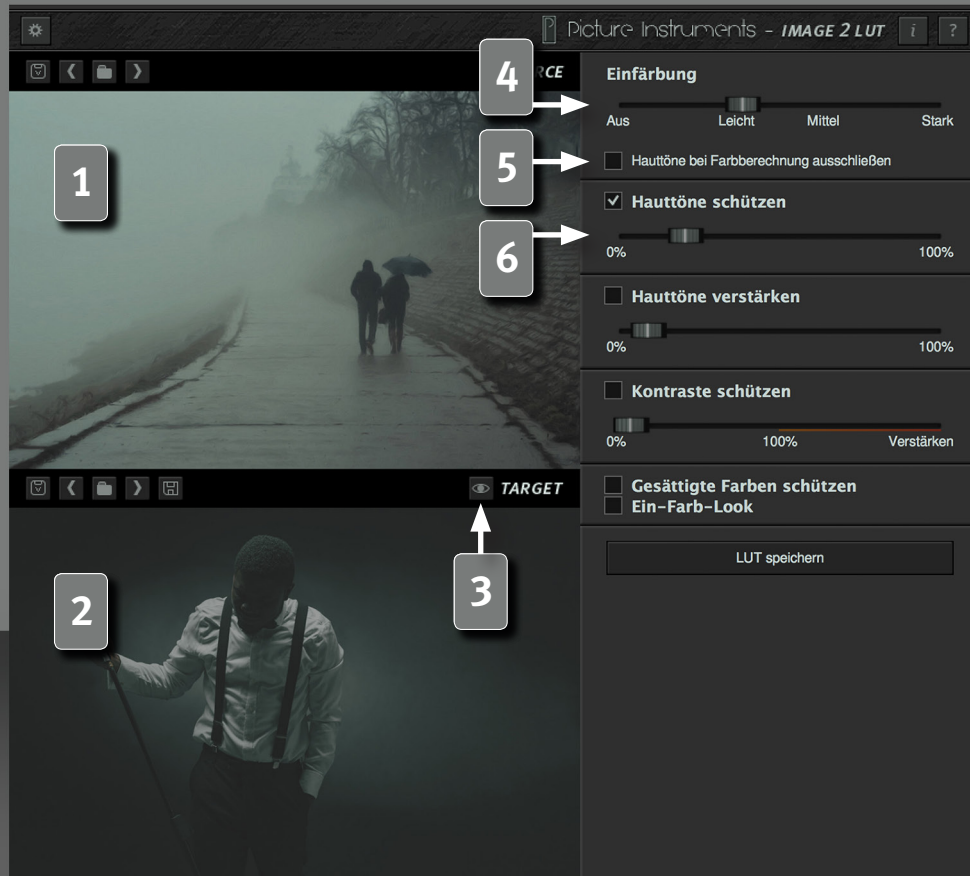 Picture Instruments – IMAGE 2 LUT i ?
RCE
4
Einfärbung
Aus Leicht Mittel Stark
5
Hauttöne bei Farbberechnung ausschließen
1
Hauttöne schützen
6
0% 100%
Hauttöne verstärken
0% 100%
Kontraste schützen
0% 100% Verstärken
TARGET
Gesättigte Farben schützen
Ein-Farb-Look
LUT speichern
3
2